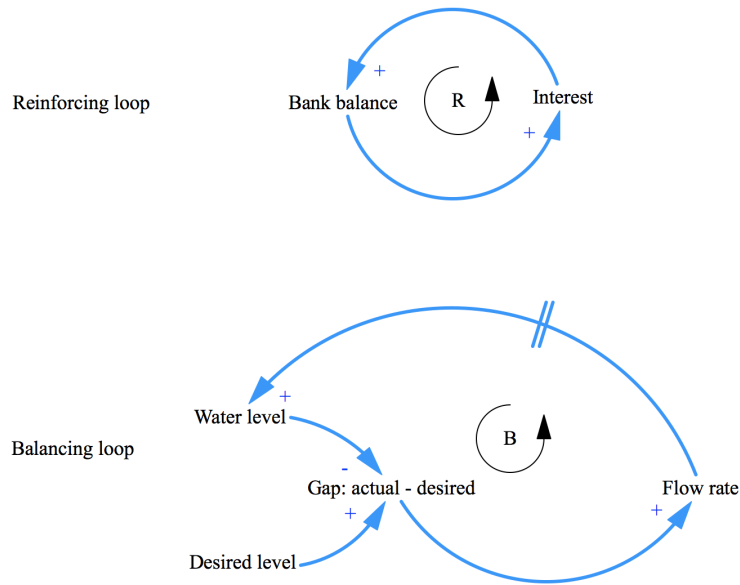 +
Reinforcing loop
Bank balance
R
Interest
+
+
Water level
B
Balancing loop
-
Gap: actual - desired
Flow rate
+
+
Desired level